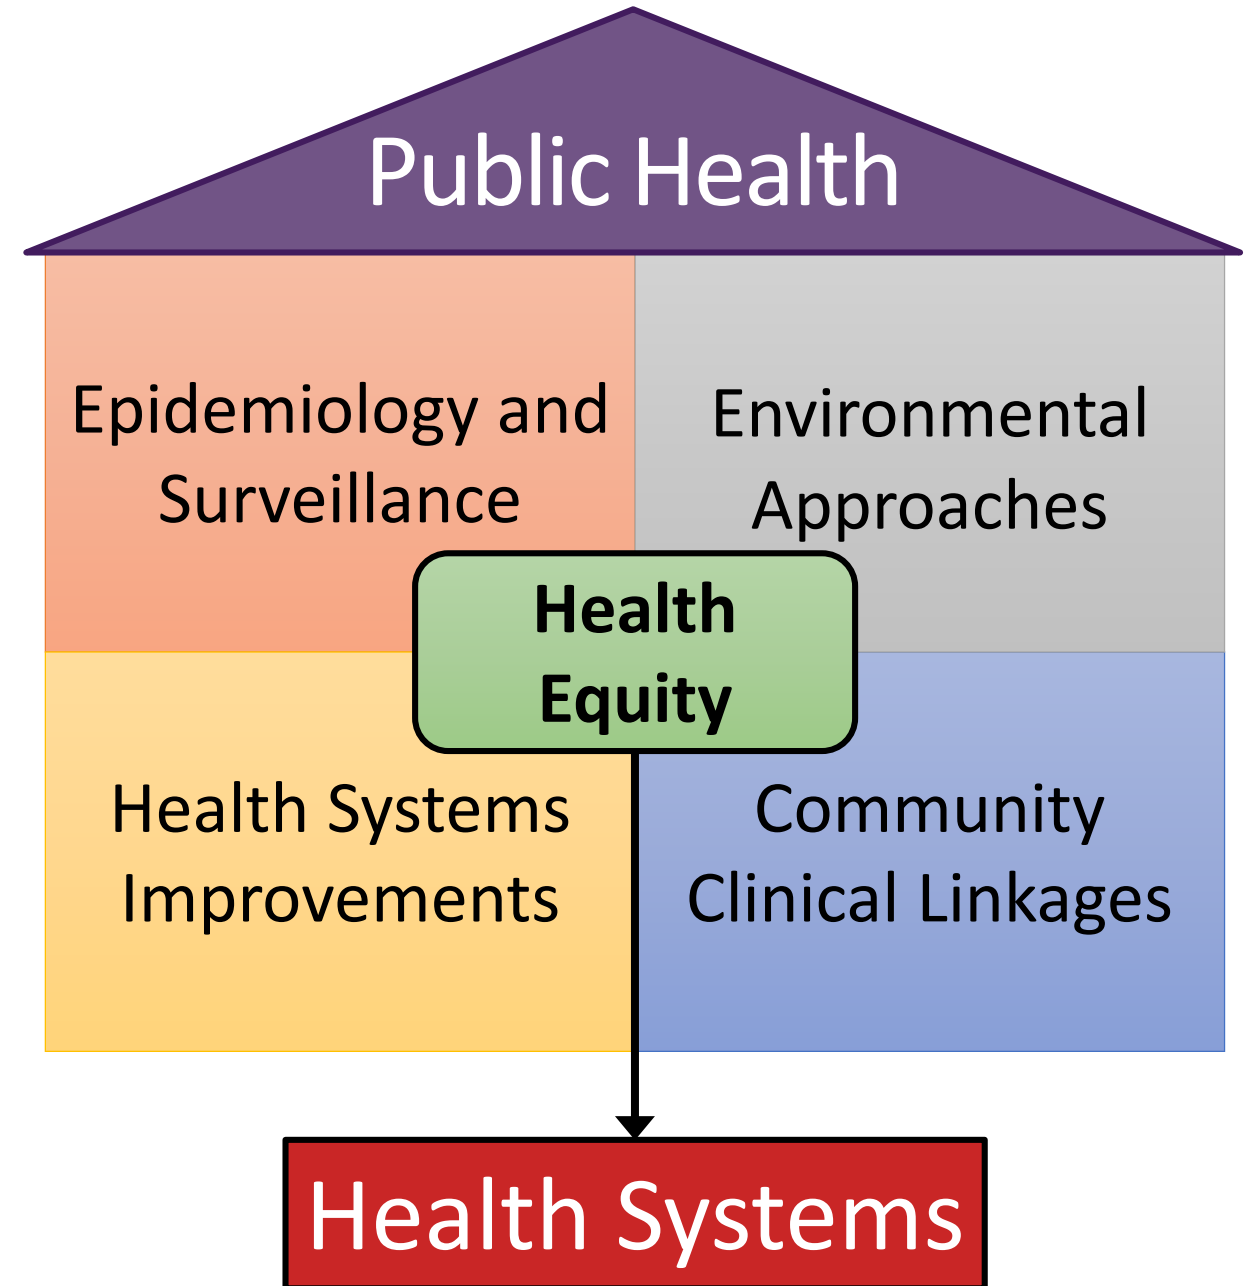 Public Health
Epidemiology and
Surveillance
Environmental
Approaches
Health
Equity
Health Systems
Improvements
Community
Clinical Linkages
Health Systems